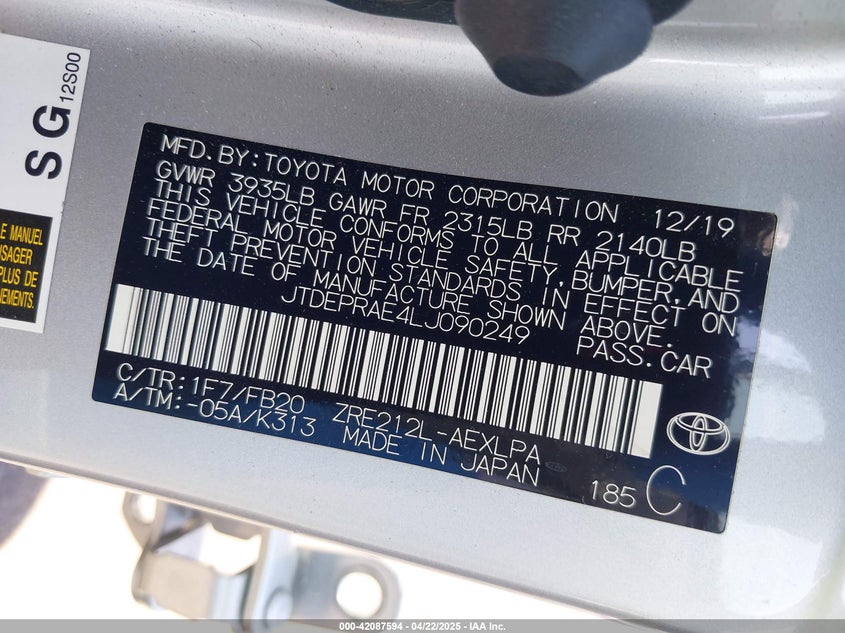 S G 12S00
E MANUEL
USAGER
PLUS DE
NEMENTS.
MFD. BY: TOYOTA MOTOR CORPORATION 12/19
GVWR 3935LB GAWR FR 2315LB RR 2140LB
THIS VEHICLE CONFORMS TO ALL APPLICABLE
FEDERAL MOTOR VEHICLE SAFETY, BUMPER, AND
THEFT PREVENTION STANDARDS IN EFFECT ON
THE DATE OF MANUFACTURE SHOWN ABOVE.
JTDEPRAE4LJ090249 PASS. CAR
C/TR: 1F7/FB20 ZRE212L-AEXLPA
A/TM: -05A/K313 MADE IN JAPAN
185 C
000-42087594 - 04/22/2025 - IAA Inc.